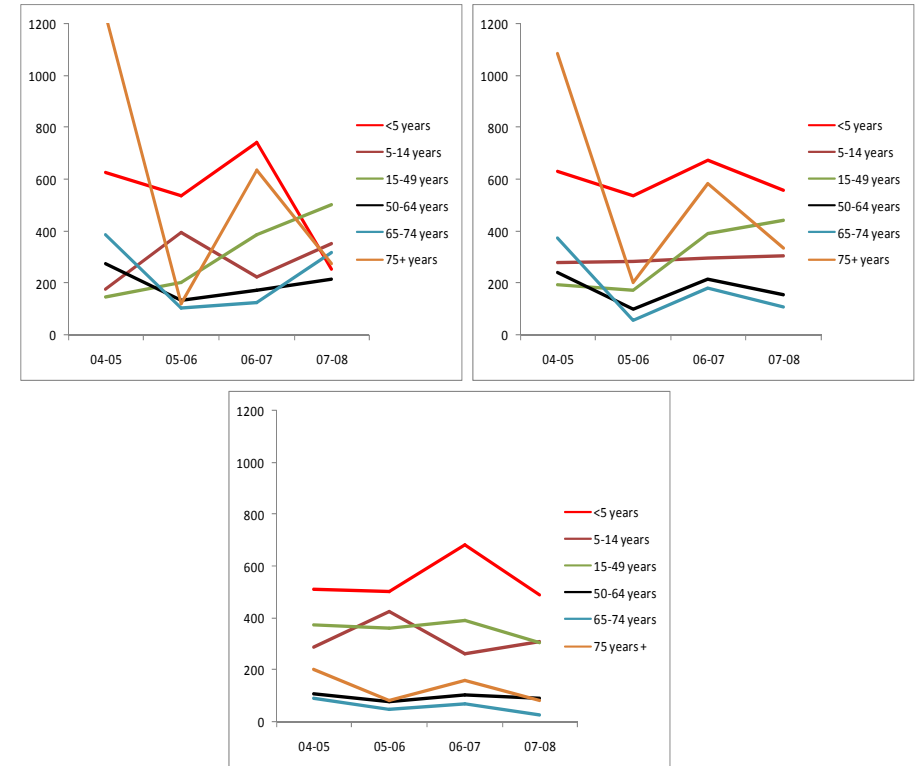 1200
1000
800
600
400
200
0
04-05 05-06 06-07 07-08
<5 years
5-14 years
15-49 years
50-64 years
65-74 years
75+ years
1200
1000
800
600
400
200
0
04-05 05-06 06-07 07-08
<5 years
5-14 years
15-49 years
50-64 years
65-74 years
75+ years
1200
1000
800
600
400
200
0
04-05 05-06 06-07 07-08
<5 years
5-14 years
15-49 years
50-64 years
65-74 years
75 years+